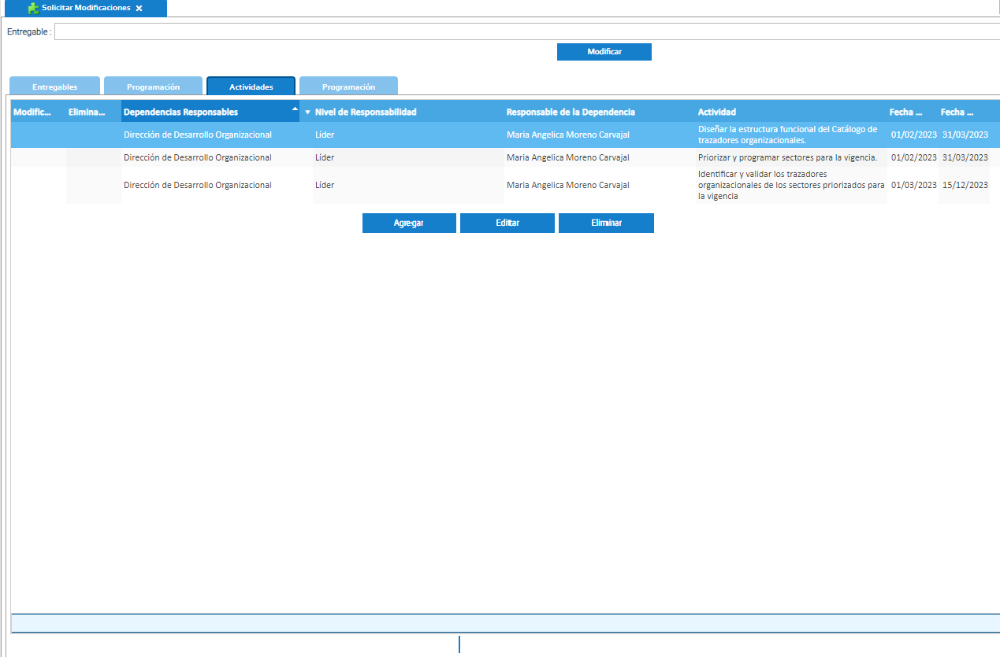 Solicitar Modificaciones
Entregable :
Modificar
Entregables Programación Actividades Programación
Modific... Elimina... Dependencias Responsables Nivel de Responsabilidad Responsable de la Dependencia Actividad Fecha ... Fecha ...
Dirección de Desarrollo Organizacional Líder Maria Angelica Moreno Carvajal Diseñar la estructura funcional del Catálogo de
trazadores organizacionales. 01/02/2023 31/03/2023
Dirección de Desarrollo Organizacional Líder Maria Angelica Moreno Carvajal Priorizar y programar sectores para la vigencia. 01/02/2023 31/03/2023
Identificar y validar los trazadores
Dirección de Desarrollo Organizacional Líder Maria Angelica Moreno Carvajal organizacionales de los sectores priorizados para 01/03/2023 15/12/2023
la vigencia
Agregar Editar Eliminar